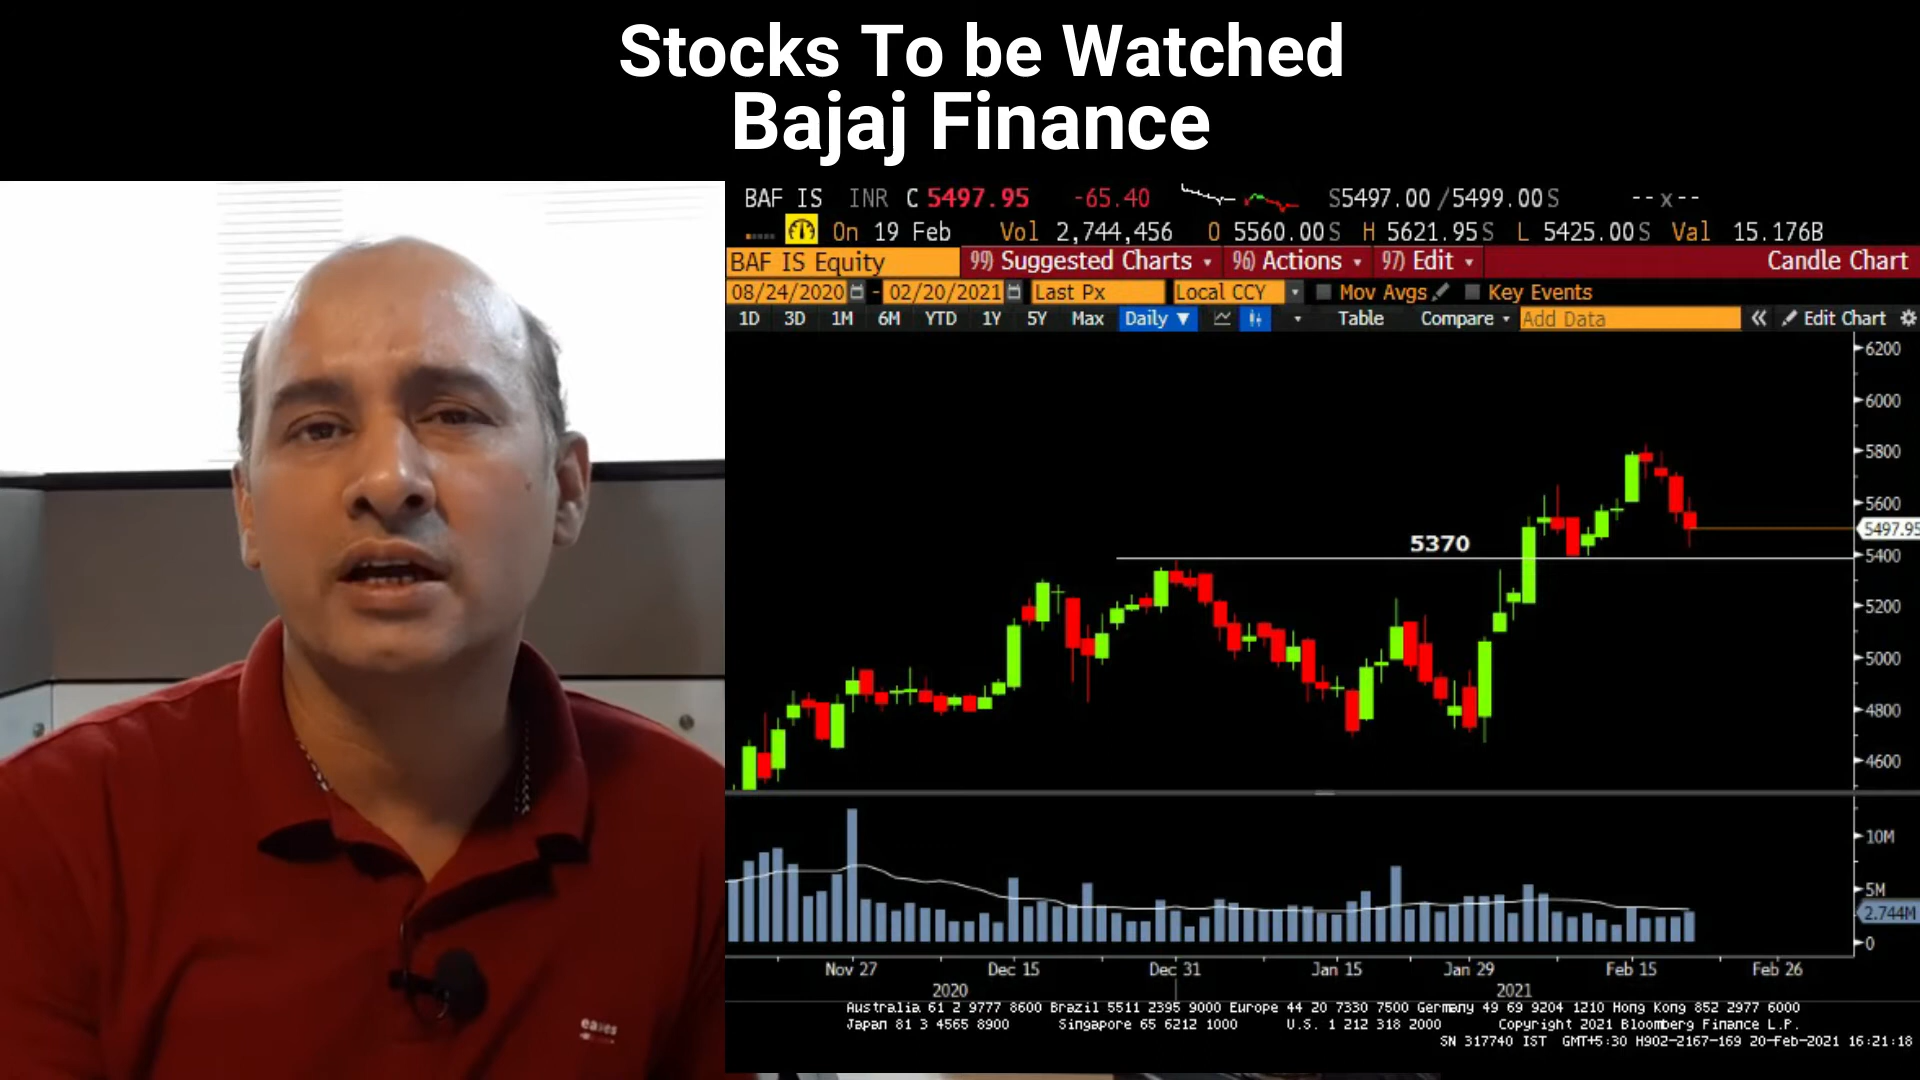 Stocks To be Watched
Bajaj Finance
BAF IS INR C 5497.95 -65.40 S5497.00 /5499.00S --x--
On 19 Feb Vol 2,744,456 O 5560.00S H 5621.95S L 5425.00S Val 15.176B
BAF IS Equity 99) Suggested Charts 96) Actions 97) Edit Candle Chart
08/24/2020 - 02/20/2021 Last Px Local CCY Mov Avgs Key Events
1D 3D 1M 6M YTD 1Y 5Y Max Daily ▼ Table Compare Add Data « Edit Chart
6200
6000
5800
5600
5497.95
5370
5400
5200
5000
4800
4600
10M
5M
2.744M
0
Nov 27 Dec 15 Dec 31 Jan 15 Jan 29 Feb 15 Feb 26
2020 2021
Australia 61 2 9777 8600 Brazil 5511 2395 9000 Europe 44 20 7330 7500 Germany 49 69 9204 1210 Hong Kong 852 2977 6000
Japan 81 3 4565 8900 Singapore 65 6212 1000 U.S. 1 212 318 2000 Copyright 2021 Bloomberg Finance L.P.
SN 317740 IST GMT+5:30 H902-2167-169 20-Feb-2021 16:21:18